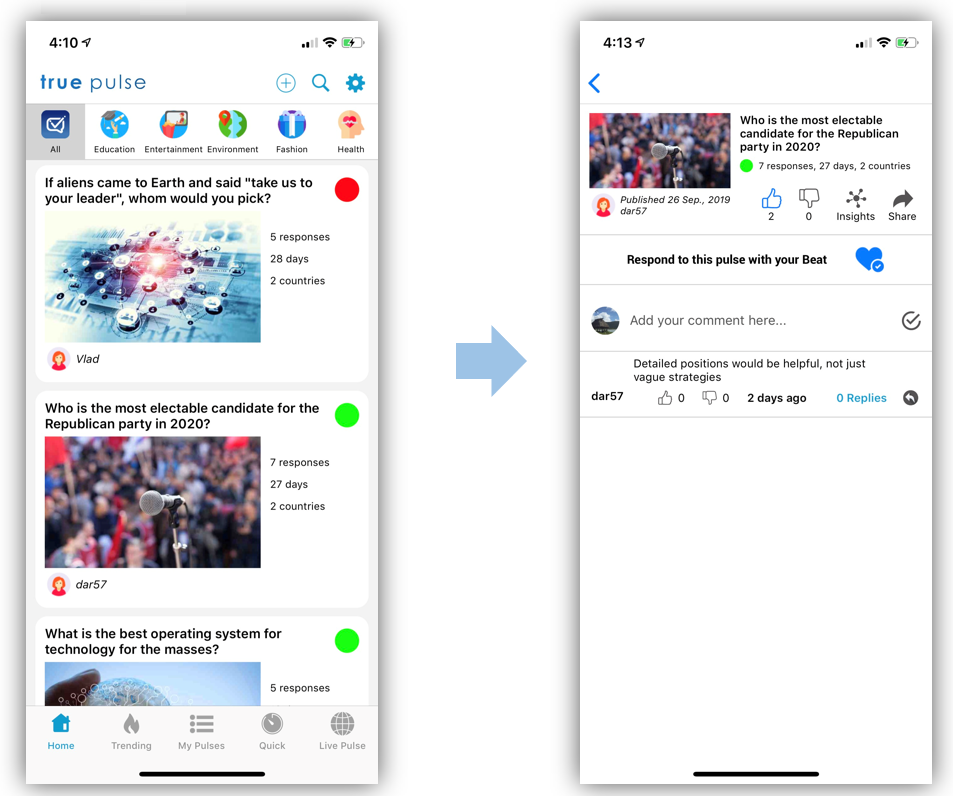 4:10
true pulse
All
Education
Entertainment
Environment
Fashion
Health
If aliens came to Earth and said "take us to
your leader", whom would you pick?
5 responses
28 days
2 countries
Vlad
Who is the most electable candidate for the
Republican party in 2020?
7 responses
27 days
2 countries
dar57
What is the best operating system for
technology for the masses?
5 responses
Home
Trending
My Pulses
Quick
Live Pulse
4:13
Who is the most electable
candidate for the Republican
party in 2020?
7 responses, 27 days, 2 countries
Published 26 Sep., 2019
dar57
2
0
Insights
Share
Respond to this pulse with your Beat
Add your comment here...
Detailed positions would be helpful, not just
vague strategies
dar57
0
0
2 days ago
0 Replies